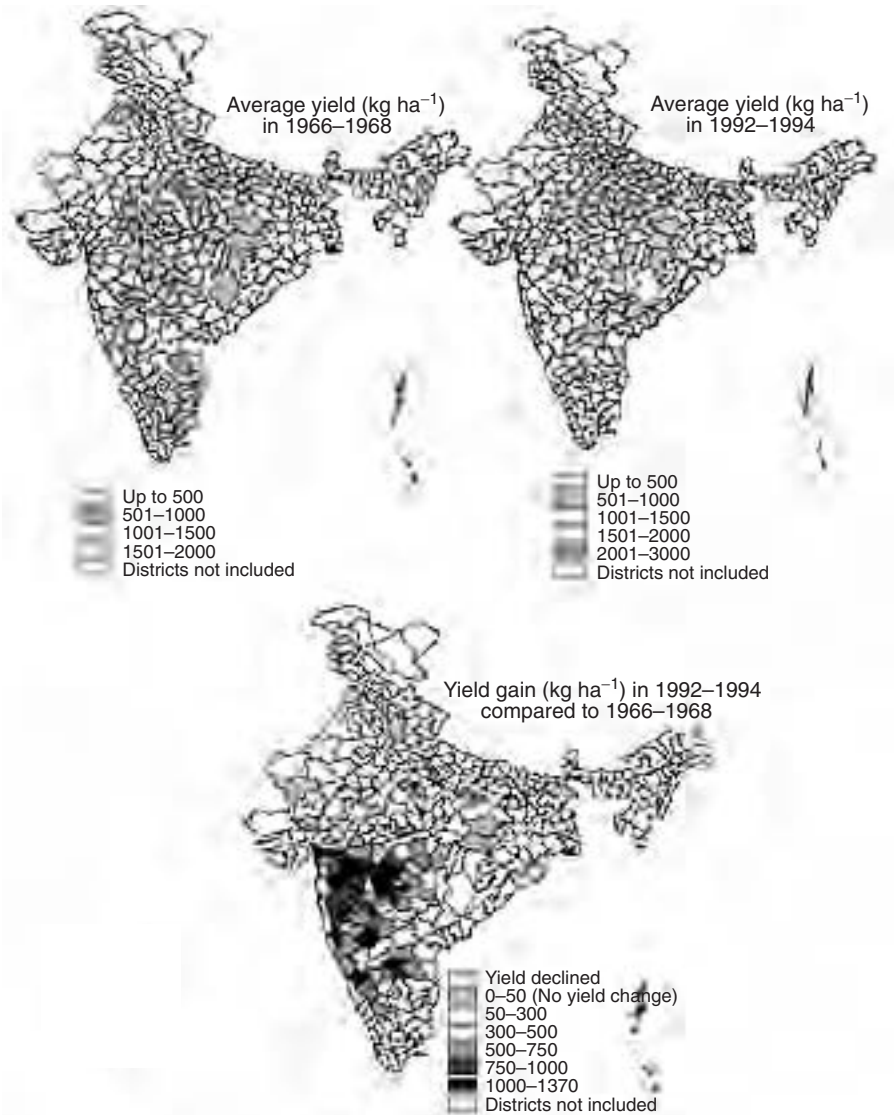 Average yield (kg ha⁻¹)
in 1966–1968
Average yield (kg ha⁻¹)
in 1992–1994
Up to 500
501–1000
1001–1500
1501–2000
Districts not included
Up to 500
501–1000
1001–1500
1501–2000
2001–3000
Districts not included
Yield gain (kg ha⁻¹) in 1992–1994
compared to 1966–1968
Yield declined
0–50 (No yield change)
50–300
300–500
500–750
750–1000
1000–1370
Districts not included